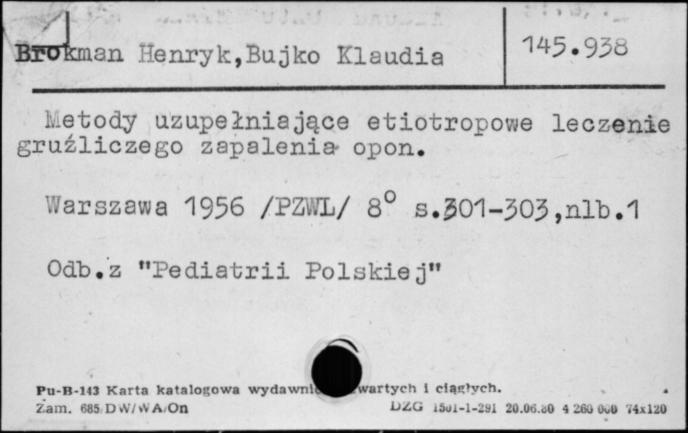 Brokman Henryk,Bujko Klaudia
145.938
Metody uzupełniające etiotropowe leczenie
gruźliczego zapalenia opon.
Warszawa 1956 /PZWL/ 8° s.301-303,nlb.1
Odb.z "Pediatrii Polskiej"
Pu-B-143 Karta katalogowa wartych i ciągłych.
Zam. 685/DW/WA/On
DZG 1501-1-291 20.06.80 4 260 000 74x120